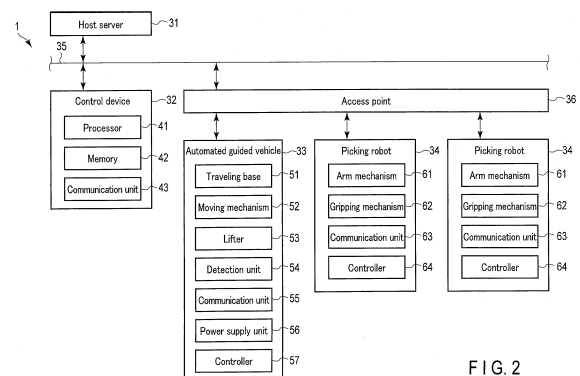 1
Host server
31
35
Control device
32
Processor
41
Memory
42
Communication unit
43
Access point
36
Automated guided vehicle
33
Traveling base
51
Moving mechanism
52
Lifter
53
Detection unit
54
Communication unit
55
Power supply unit
56
Controller
57
Picking robot
34
Arm mechanism
61
Gripping mechanism
62
Communication unit
63
Controller
64
Picking robot
34
Arm mechanism
61
Gripping mechanism
62
Communication unit
63
Controller
64
FIG. 2